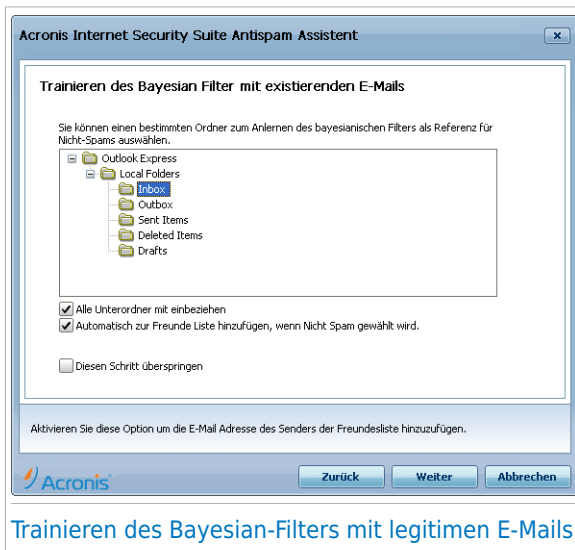 Acronis Internet Security Suite Antispam Assistent
Trainieren des Bayesian Filter mit existierenden E-Mails
Sie können einen bestimmten Ordner zum Anlernen des bayesianischen Filters als Referenz für
Nicht-Spams auswählen.
Outlook Express
Local Folders
Inbox
Outbox
Sent Items
Deleted Items
Drafts
Alle Unterordner mit einbeziehen
Automatisch zur Freunde Liste hinzufügen, wenn Nicht Spam gewählt wird.
Diesen Schritt überspringen
Aktivieren Sie diese Option um die E-Mail Adresse des Senders der Freundesliste hinzuzufügen.
Acronis
Zurück
Weiter
Abbrechen
Trainieren des Bayesian-Filters mit legitimen E-Mails